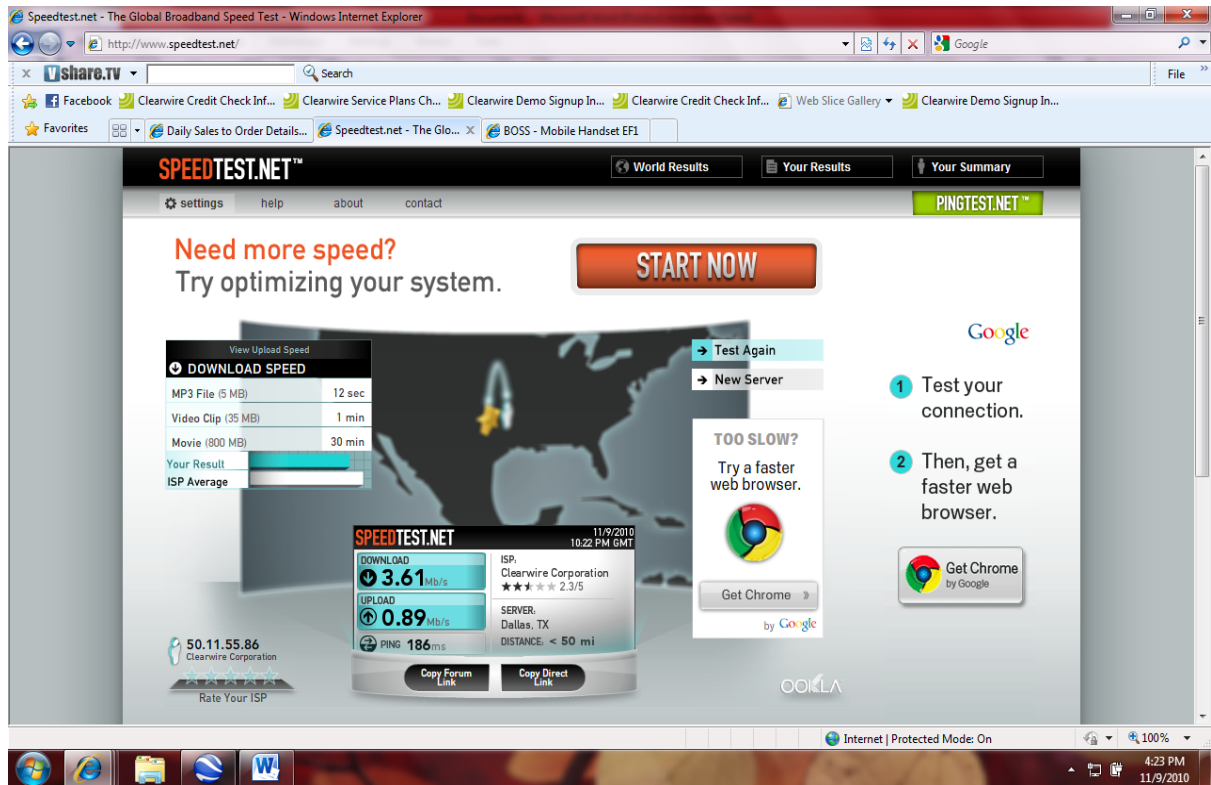 Speedtest.net - The Global Broadband Speed Test - Windows Internet Explorer
http://www.speedtest.net/
Google
x Vshare.TV Search File »
Facebook Clearwire Credit Check Inf... Clearwire Service Plans Ch... Clearwire Demo Signup In... Clearwire Credit Check Inf... Web Slice Gallery Clearwire Demo Signup In...
Favorites Daily Sales to Order Details... Speedtest.net - The Glo... X BOSS - Mobile Handset EF1
SPEEDTEST.NET™ World Results Your Results Your Summary
settings help about contact PINGTEST.NET™
Need more speed?
Try optimizing your system.
START NOW
View Upload Speed
DOWNLOAD SPEED
MP3 File (5 MB) 12 sec
Video Clip (35 MB) 1 min
Movie (800 MB) 30 min
Your Result
ISP Average
Test Again
New Server
TOO SLOW?
Try a faster
web browser.
Get Chrome »
by Google
Google
1 Test your
connection.
2 Then, get a
faster web
browser.
Get Chrome
by Google
SPEEDTEST.NET 11/9/2010
10:22 PM GMT
DOWNLOAD
3.61 Mb/s
UPLOAD
0.89 Mb/s
PING 186 ms
ISP:
Clearwire Corporation
2.3/5
SERVER:
Dallas, TX
DISTANCE: < 50 mi
Copy Forum
Link
Copy Direct
Link
50.11.55.86
Clearwire Corporation
Rate Your ISP
OOKLA
Internet | Protected Mode: On 100%
4:23 PM
11/9/2010